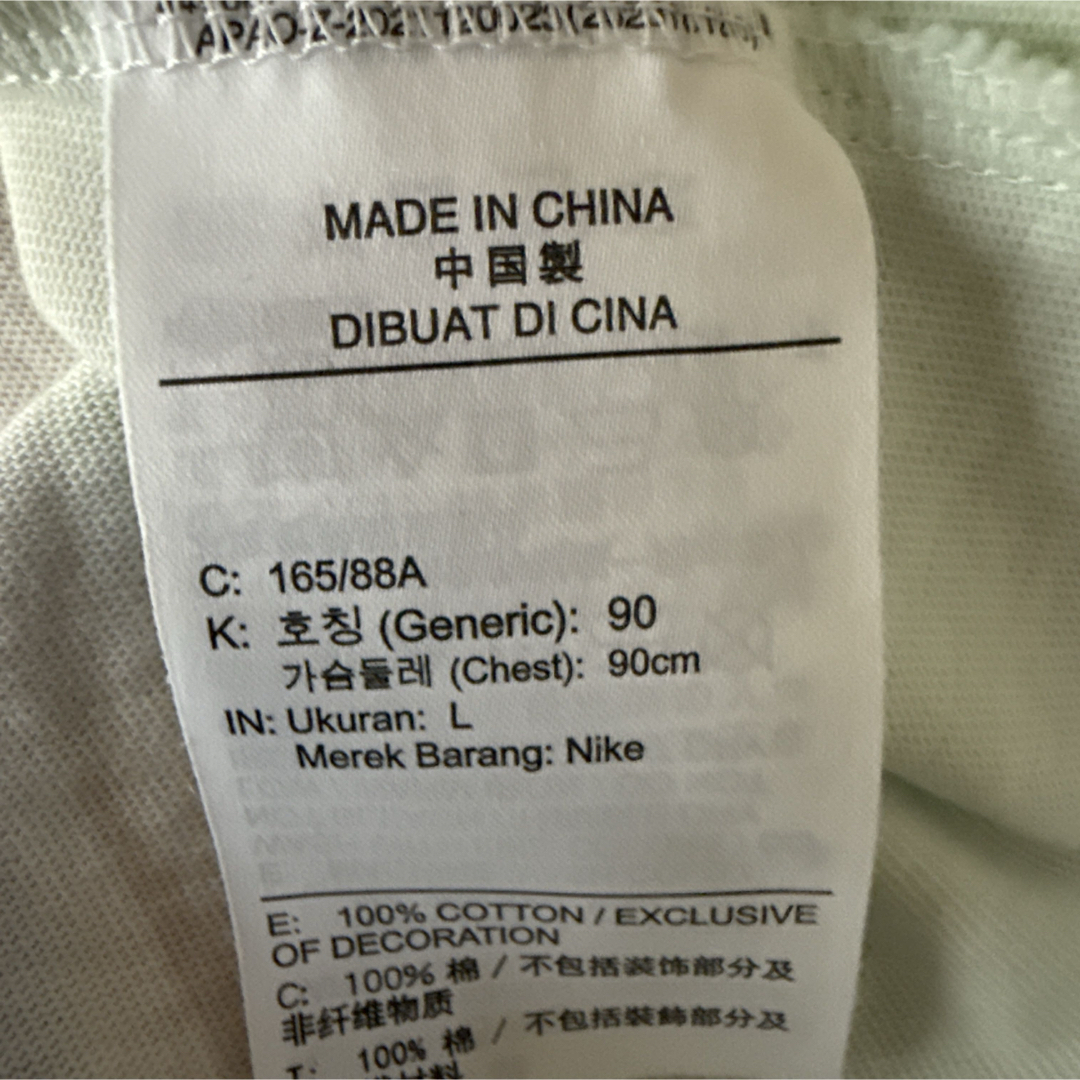 MADE IN CHINA
中国製
DIBUAT DI CINA
C: 165/88A
K: 호칭 (Generic): 90
가슴둘레 (Chest): 90cm
IN: Ukuran: L
Merek Barang: Nike
E: 100% COTTON / EXCLUSIVE
OF DECORATION
C: 100% 棉 / 不包括装饰部分及
非纤维物质
T: 100% 棉 / 不包括裝飾部分及